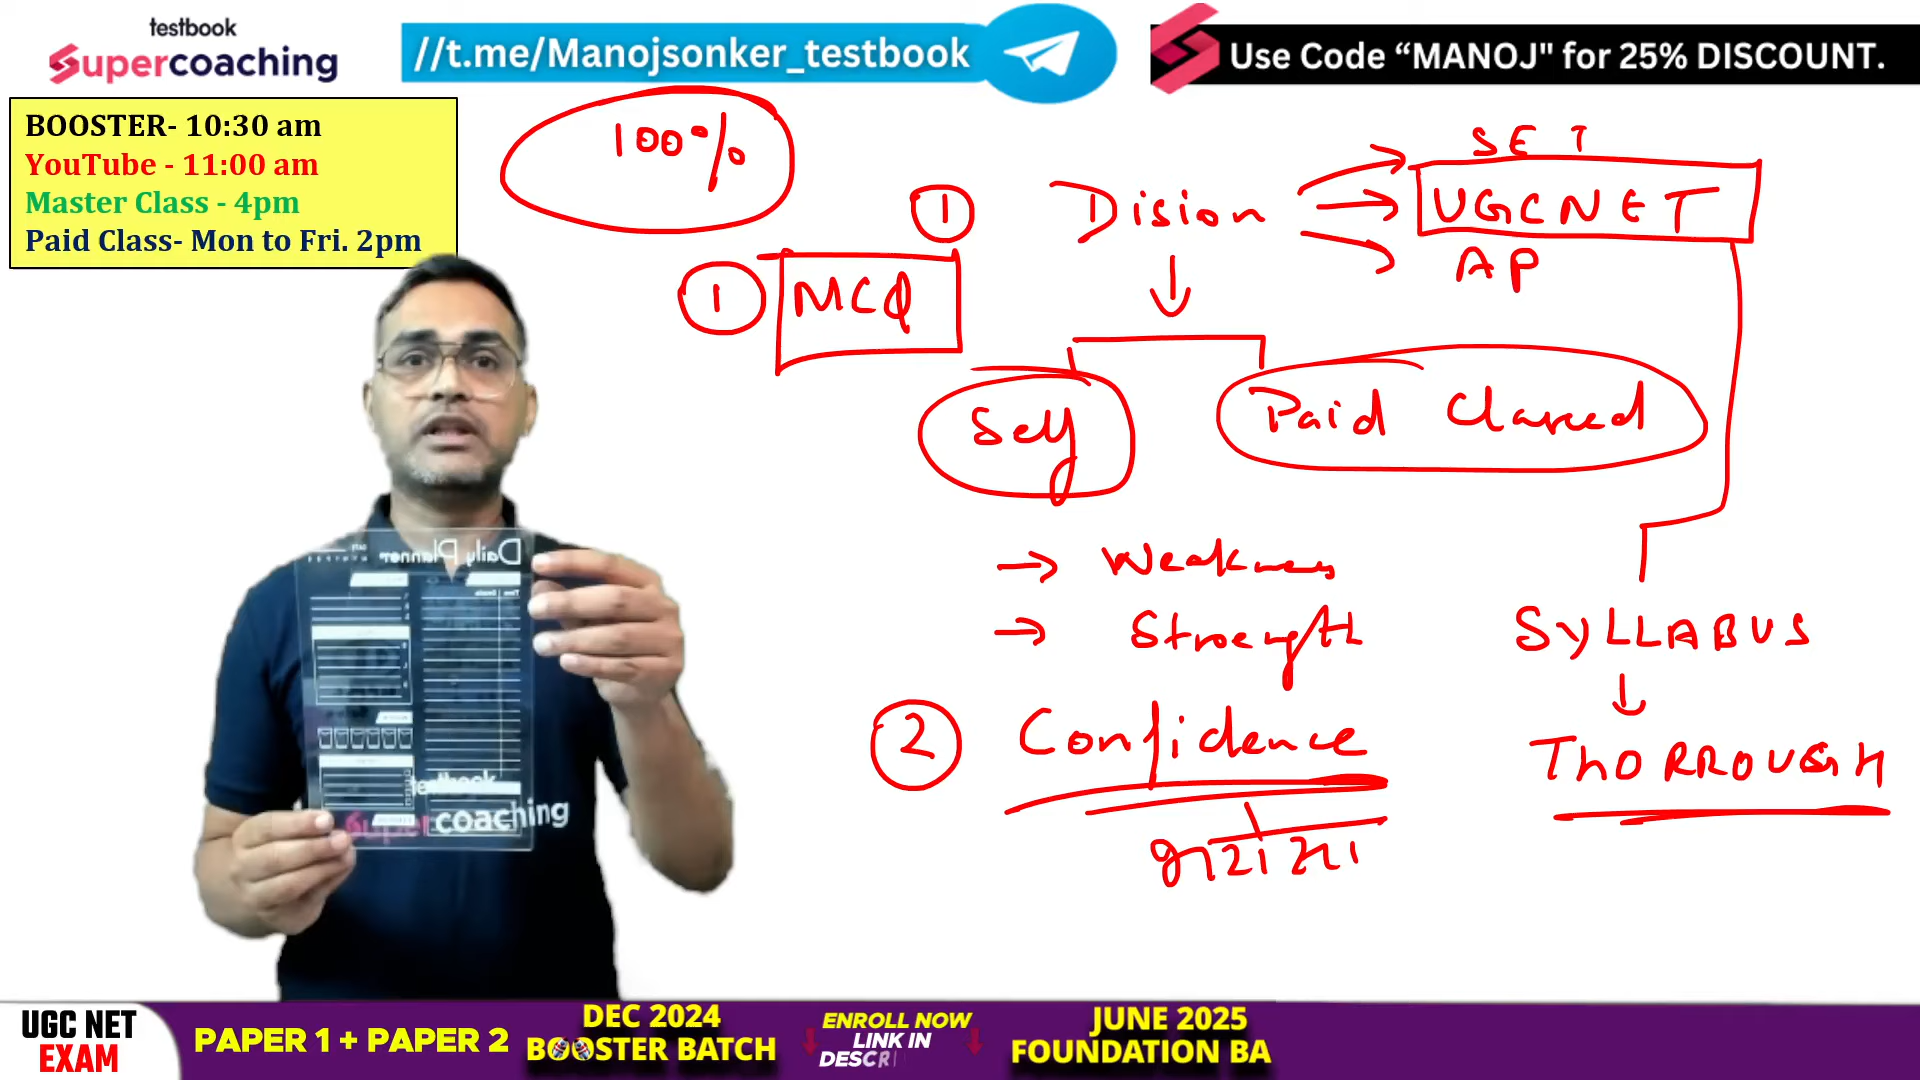 testbook
Supercoaching
//t.me/Manojsonker_testbook
Use Code “MANOJ" for 25% DISCOUNT.
BOOSTER- 10:30 am
YouTube - 11:00 am
Master Class - 4pm
Paid Class- Mon to Fri. 2pm
100%
SET
① Dision
UGC NET
AP
① MCQ
Self
Paid
→ Weakness
→ Strength
SYLLABUS
② Confidence
THORROUGH
Daily Planner
testbook
Supercoaching
UGC NET
EXAM
PAPER 1 + PAPER 2
DEC 2024
BOOSTER BATCH
ENROLL NOW
LINK IN
DESCRI
JUNE 2025
FOUNDATION BA